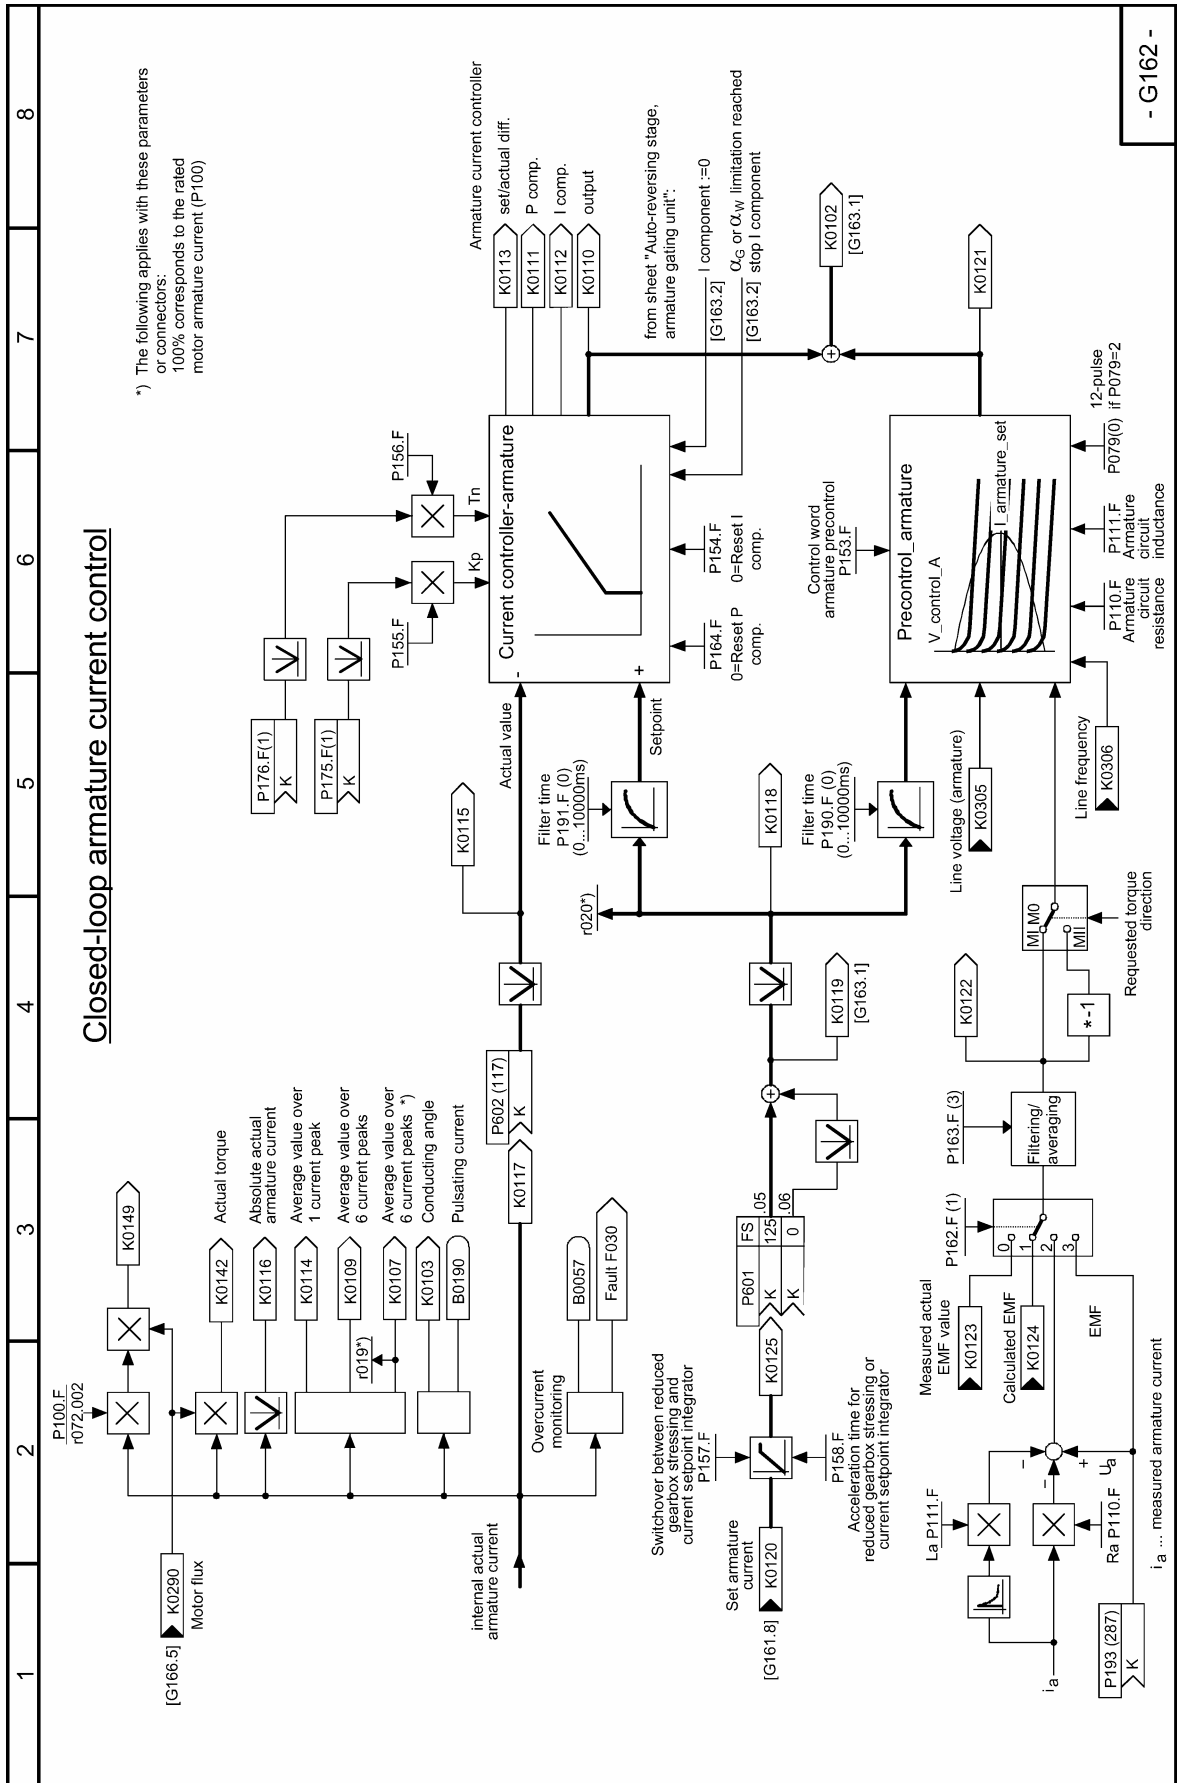 Closed-loop armature current control
1
2
3
4
5
6
7
8
- G162 -
*) The following applies with these parameters
or connectors:
100% corresponds to the rated
motor armature current (P100)
[G166.5]
K0290
Motor flux
P100.F
r072.002
K0149
K0142
Actual torque
K0116
Absolute actual
armature current
K0114
Average value over
1 current peak
K0109
Average value over
6 current peaks
r019*)
K0107
Average value over
6 current peaks *)
K0103
Conducting angle
B0190
Pulsating current
internal actual
armature current
Overcurrent
monitoring
B0057
Fault F030
K0117
P602 (117)
K
K0115
Actual value
P176.F(1)
K
P175.F(1)
K
P155.F
P156.F
Kp
Tn
Current controller-armature
-
+
Armature current controller
K0113
set/actual diff.
K0111
P comp.
K0112
I comp.
K0110
output
from sheet "Auto-reversing stage,
armature gating unit":
I component :=0
[G163.2]
αG or αW limitation reached
[G163.2] stop I component
P164.F
0=Reset P
comp.
P154.F
0=Reset I
comp.
Setpoint
Filter time
P191.F (0)
(0...10000ms)
r020*)
K0118
Filter time
P190.F (0)
(0...10000ms)
Switchover between reduced
gearbox stressing and
current setpoint integrator
P157.F
Set armature
current
[G161.8]
K0120
P158.F
Acceleration time for
reduced gearbox stressing or
current setpoint integrator
K0125
P601
FS
K
125
.05
K
0
.06
+
K0119
[G163.1]
+
K0102
[G163.1]
K0121
Control word
armature precontrol
P153.F
Precontrol_armature
V_control_A
I_armature_set
P110.F
Armature
circuit
resistance
P111.F
Armature
circuit
inductance
12-pulse
P079(0) if P079=2
Line voltage (armature)
K0305
Line frequency
K0306
Measured actual
EMF value
K0123
Calculated EMF
K0124
EMF
P162.F (1)
0
1
2
3
P163.F (3)
Filtering/
averaging
K0122
*-1
MI,M0
MII
Requested torque
direction
La P111.F
Ra P110.F
-
-
+
Ua
ia
P193 (287)
K
ia ... measured armature current